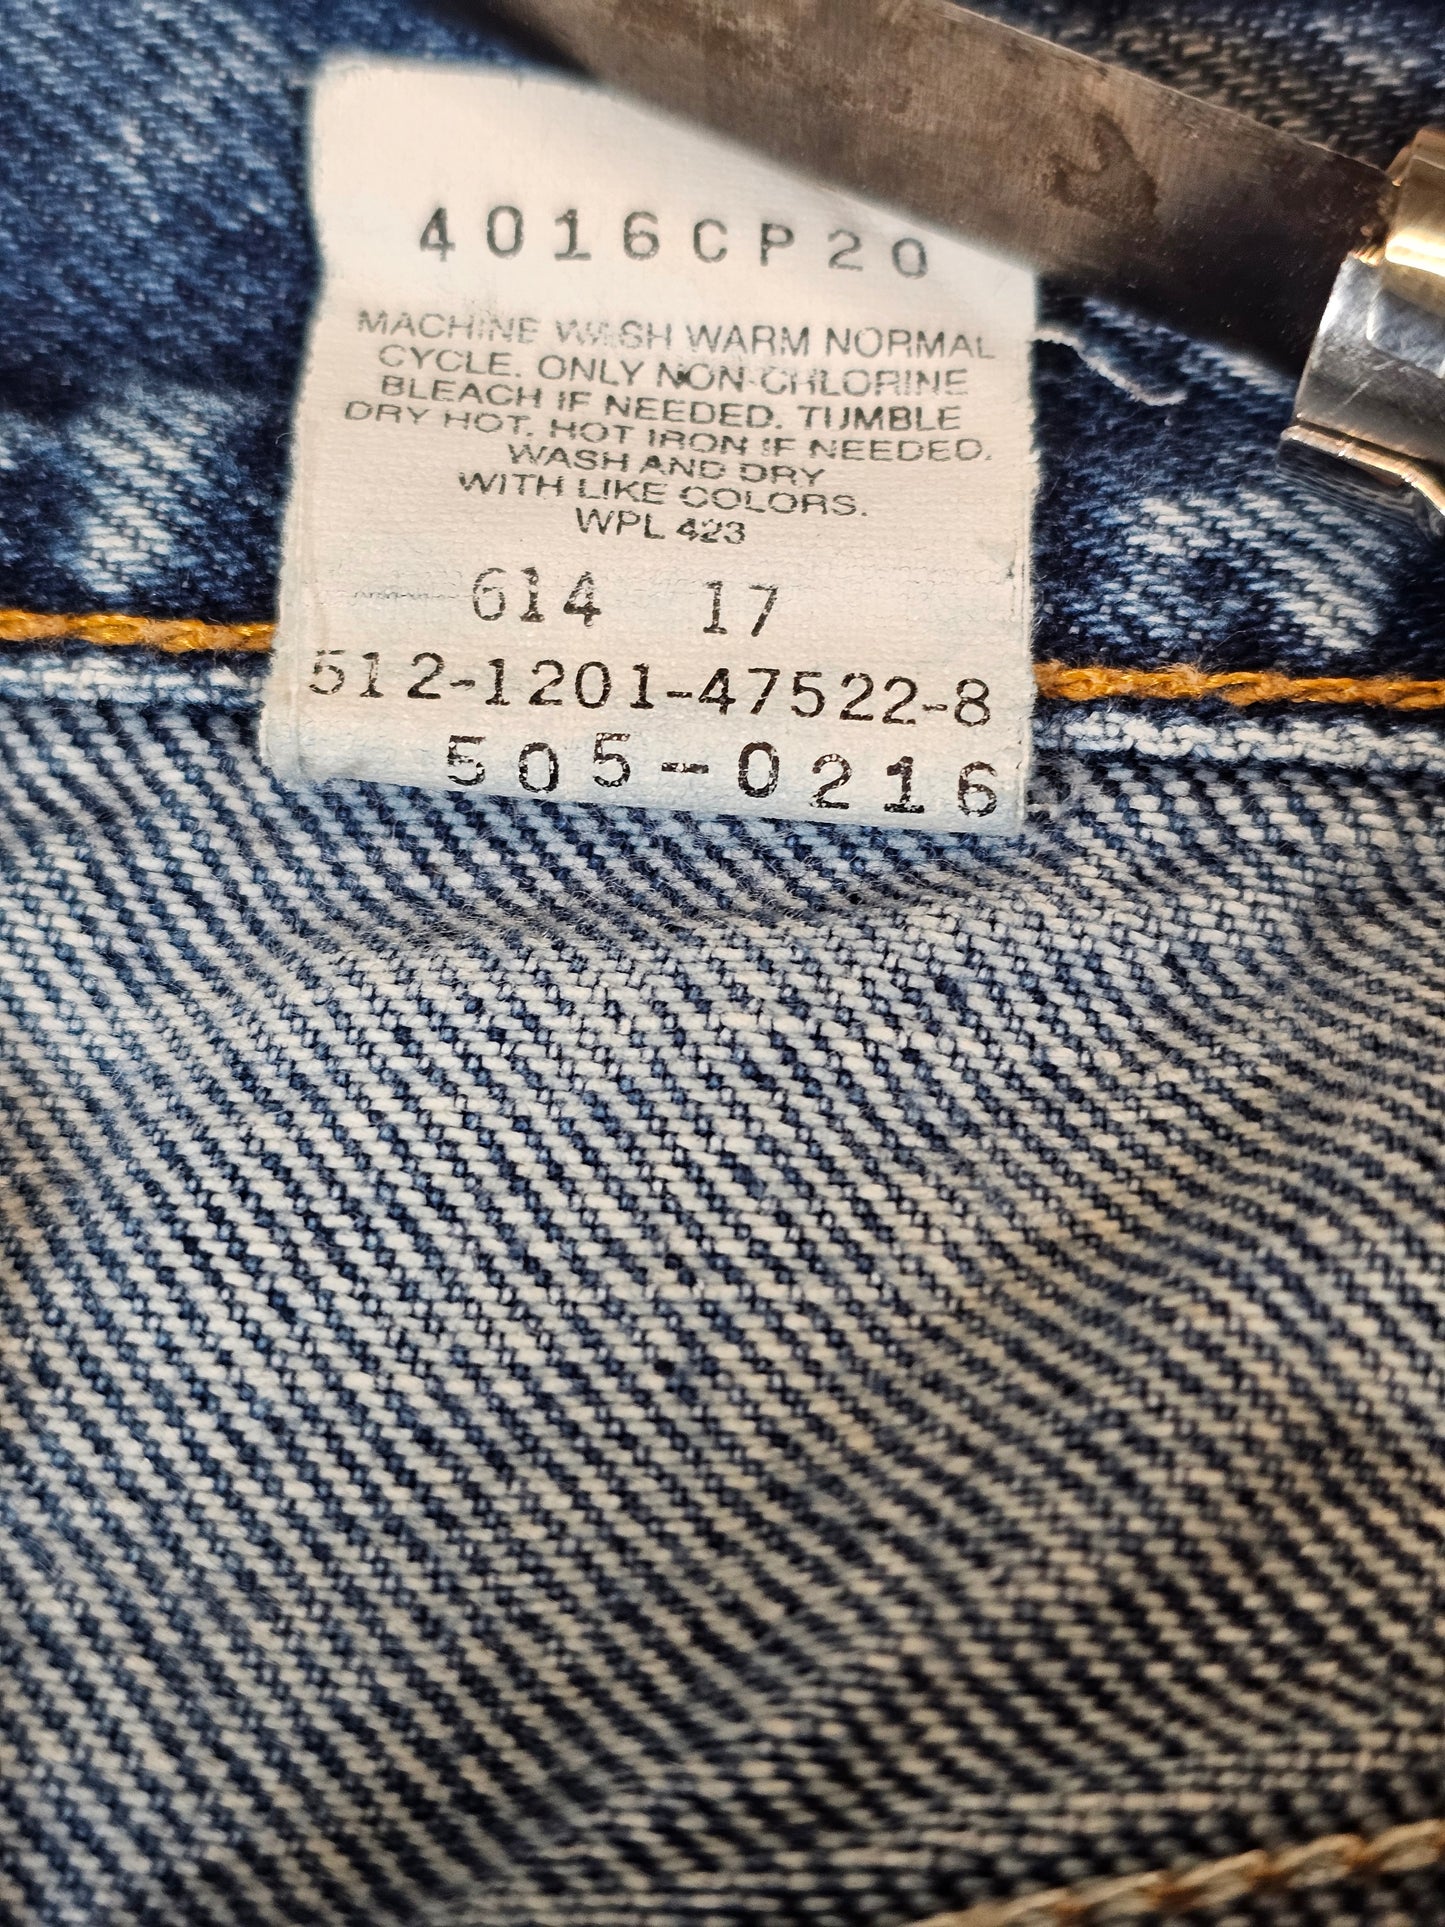 4016CP20
MACHINE WASH WARM NORMAL
CYCLE. ONLY NON-CHLORINE
BLEACH IF NEEDED. TUMBLE
DRY HOT. HOT IRON IF NEEDED.
WASH AND DRY
WITH LIKE COLORS.
WPL 423
614 17
512-1201-47522-8
505-0216